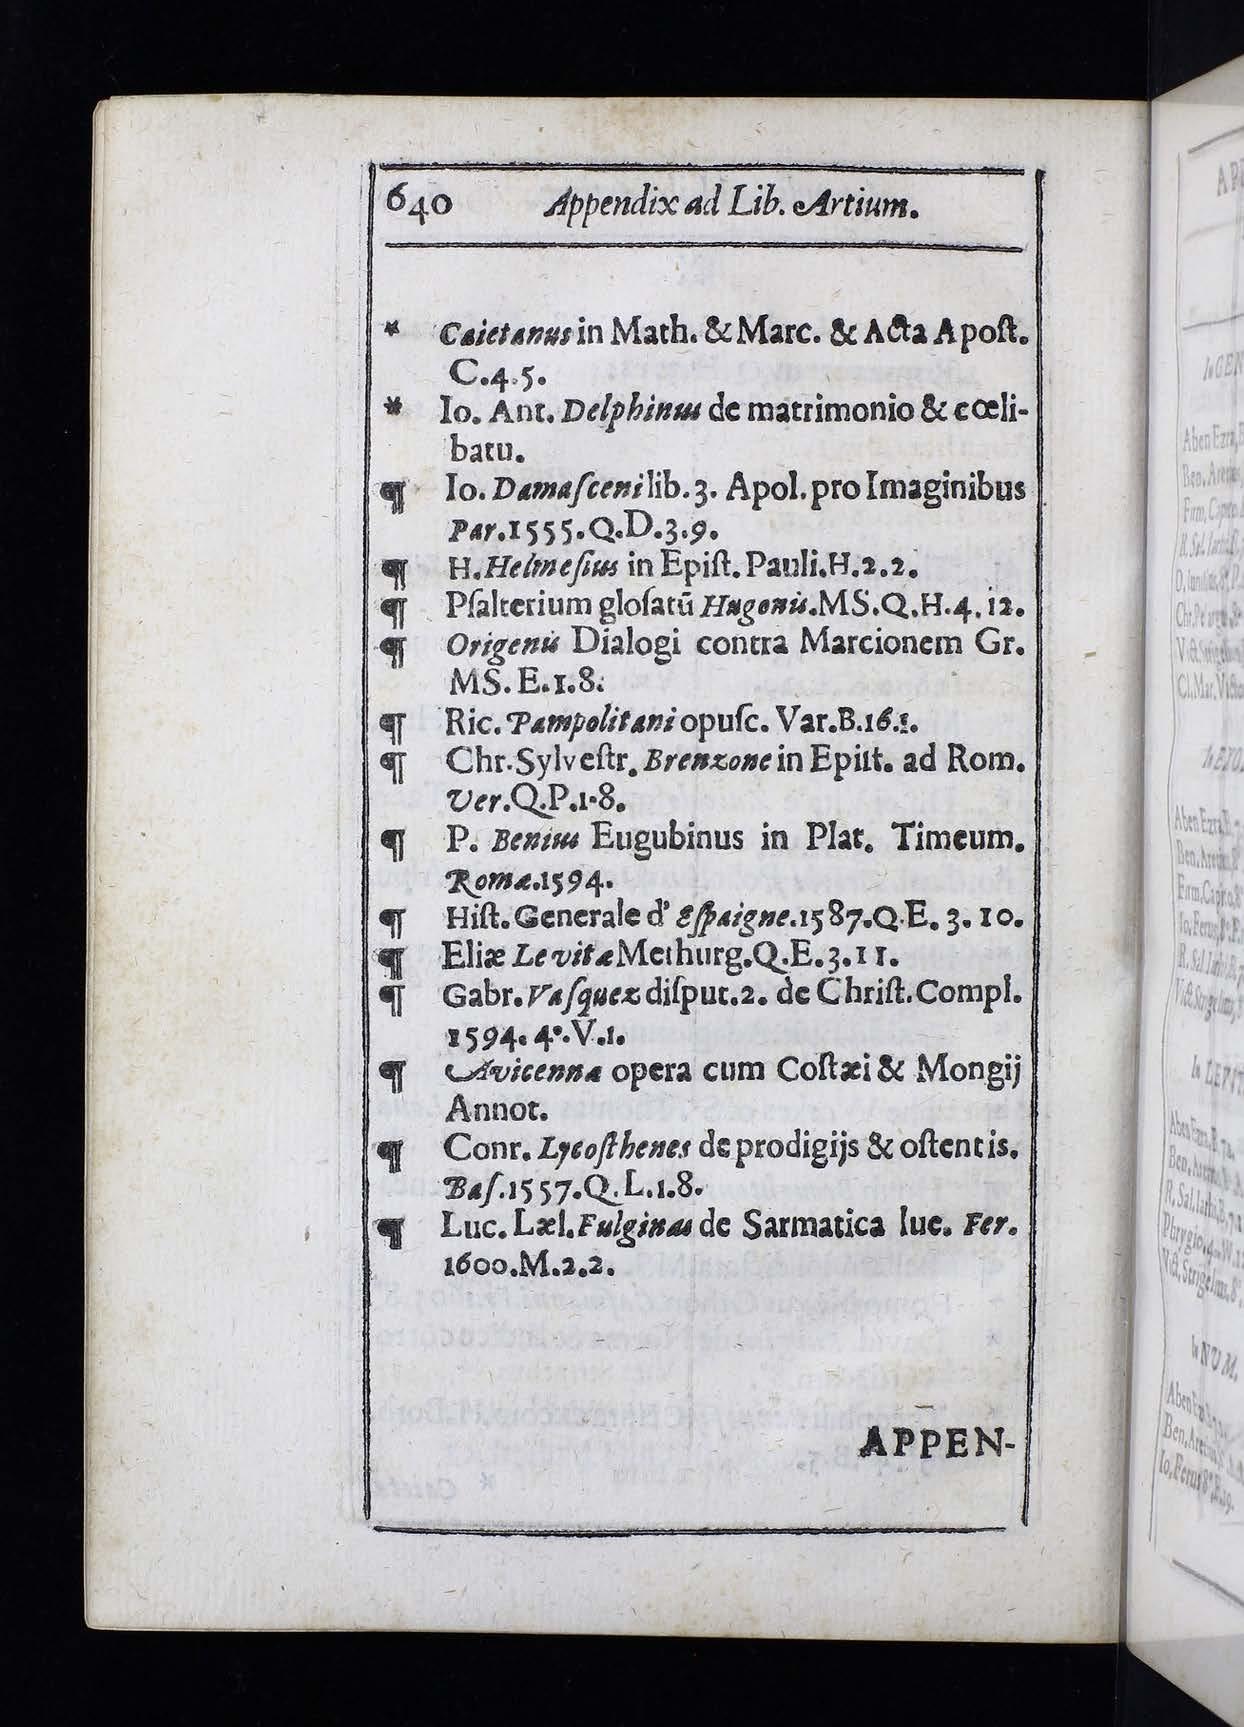 640 Appendix ad Lib. Artium.
* Caietanus in Math. & Marc. & Acta Apoſt.
C.4.5.
* Io. Ant. Delphinus de matrimonio & cœli-
batu.
¶ Io. Damaſceni lib. 3. Apol. pro Imaginibus
Par. 1555. Q.D.3.9.
¶ H. Helmeſius in Epiſt. Pauli. H.2.2.
¶ Pſalterium gloſatū Hugonis. MS. Q.H.4.12.
¶ Origenis Dialogi contra Marcionem Gr.
MS. E.1.8.
¶ Ric. Pampolitani opuſc. Var. B.16.1.
¶ Chr. Sylveſtr. Brenzone in Epiſt. ad Rom.
Ver. Q.P.1.8.
¶ P. Benius Eugubinus in Plat. Timeum.
Romæ. 1594.
¶ Hiſt. Generale d' Eſpaigne. 1587. Q.E. 3. 10.
¶ Eliæ Levitæ Methurg. Q.E.3.11.
¶ Gabr. Vaſquez diſput. 2. de Chriſt. Compl.
1594. 4°. V.1.
¶ Avicennæ opera cum Coſtæi & Mongij
Annot.
¶ Conr. Lycoſthenes de prodigijs & oſtentis.
Baſ. 1557. Q.L.1.8.
¶ Luc. Læl. Fulginas de Sarmatica lue. Fer.
1600. M.2.2.
APPEN-